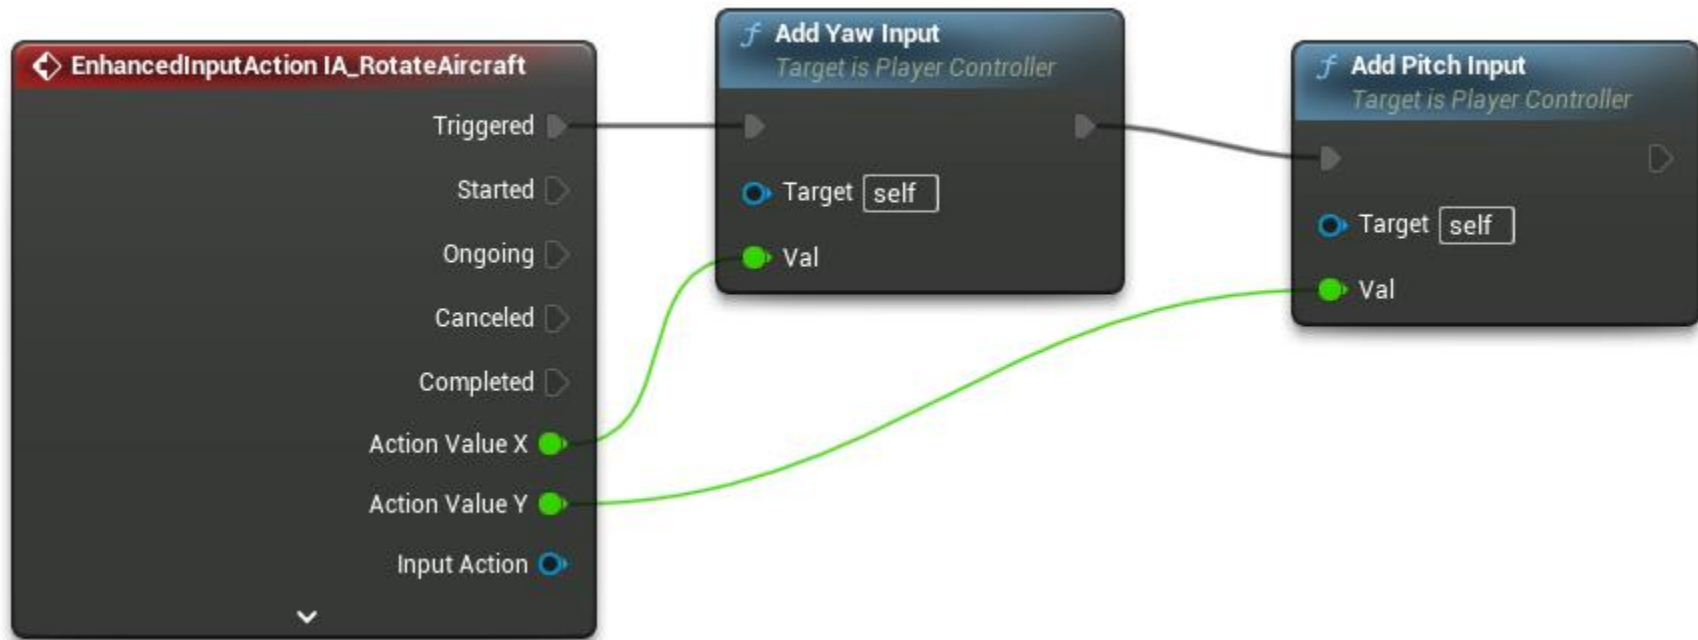 EnhancedInputAction IA_RotateAircraft
Triggered
Started
Ongoing
Canceled
Completed
Action Value X
Action Value Y
Input Action
f Add Yaw Input
Target is Player Controller
Target self
Val
f Add Pitch Input
Target is Player Controller
Target self
Val